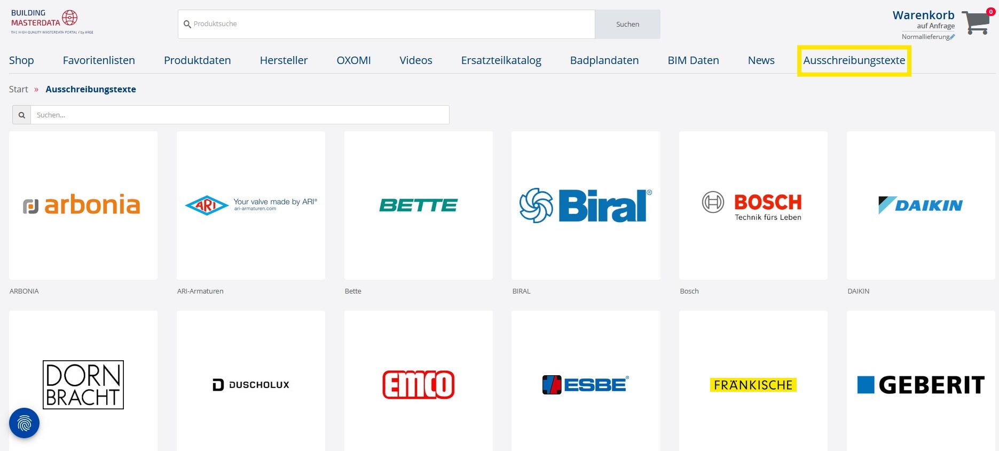 BUILDING
MASTERDATA
THE HIGH QUALITY MASTERDATA PORTAL / by ARGE
Produktsuche
Suchen
Warenkorb
auf Anfrage
Normallieferung
0
Shop Favoritenlisten Produktdaten Hersteller OXOMI Videos Ersatzteilkatalog Badplandaten BIM Daten News Ausschreibungstexte
Start » Ausschreibungstexte
Suchen...
arbonia
ARI
Your valve made by ARI®
ari-armaturen.com
BETTE
Biral®
BOSCH
Technik fürs Leben
DAIKIN
ARBONIA
ARI-Armaturen
Bette
BIRAL
Bosch
DAIKIN
DORN
BRACHT
DUSCHOLUX
EMCO
ESBE®
FRÄNKISCHE
GEBERIT